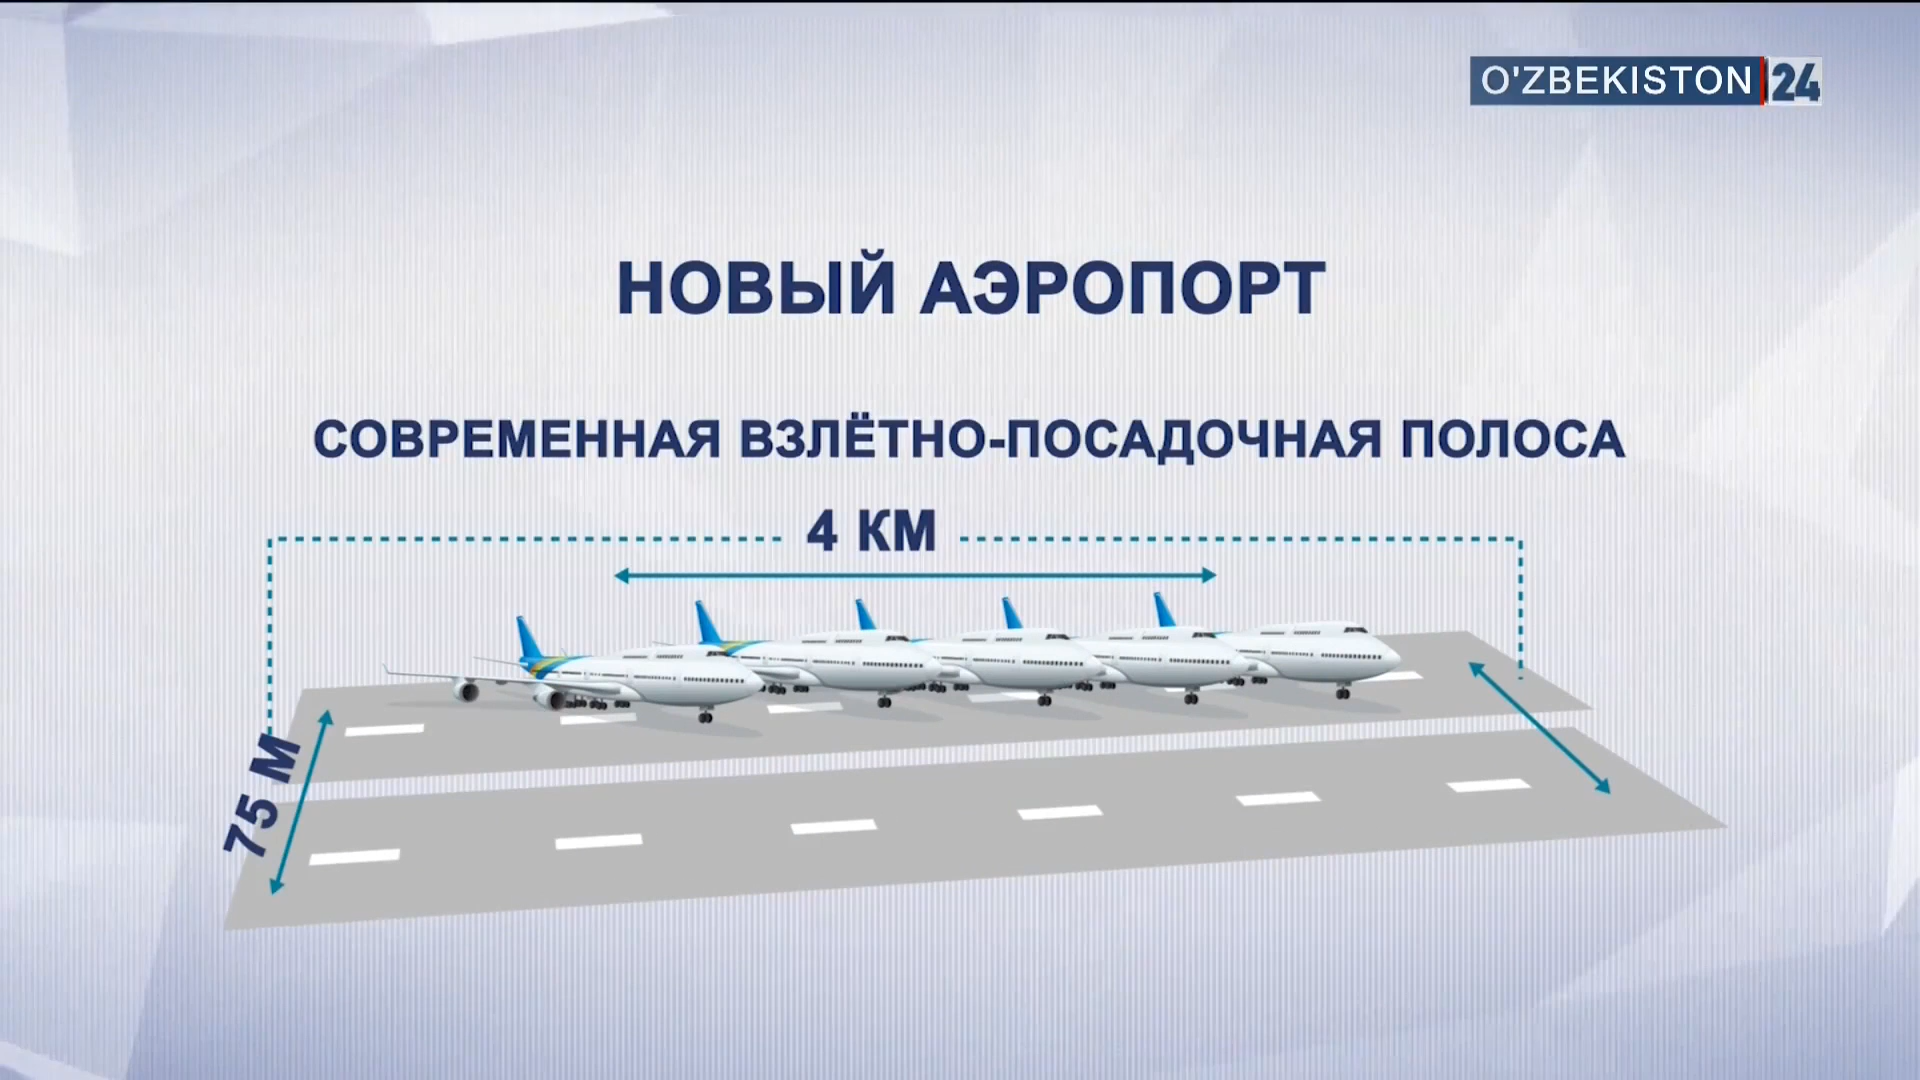 O'ZBEKISTON 24
НОВЫЙ АЭРОПОРТ
СОВРЕМЕННАЯ ВЗЛЁТНО-ПОСАДОЧНАЯ ПОЛОСА
4 КМ
75 М